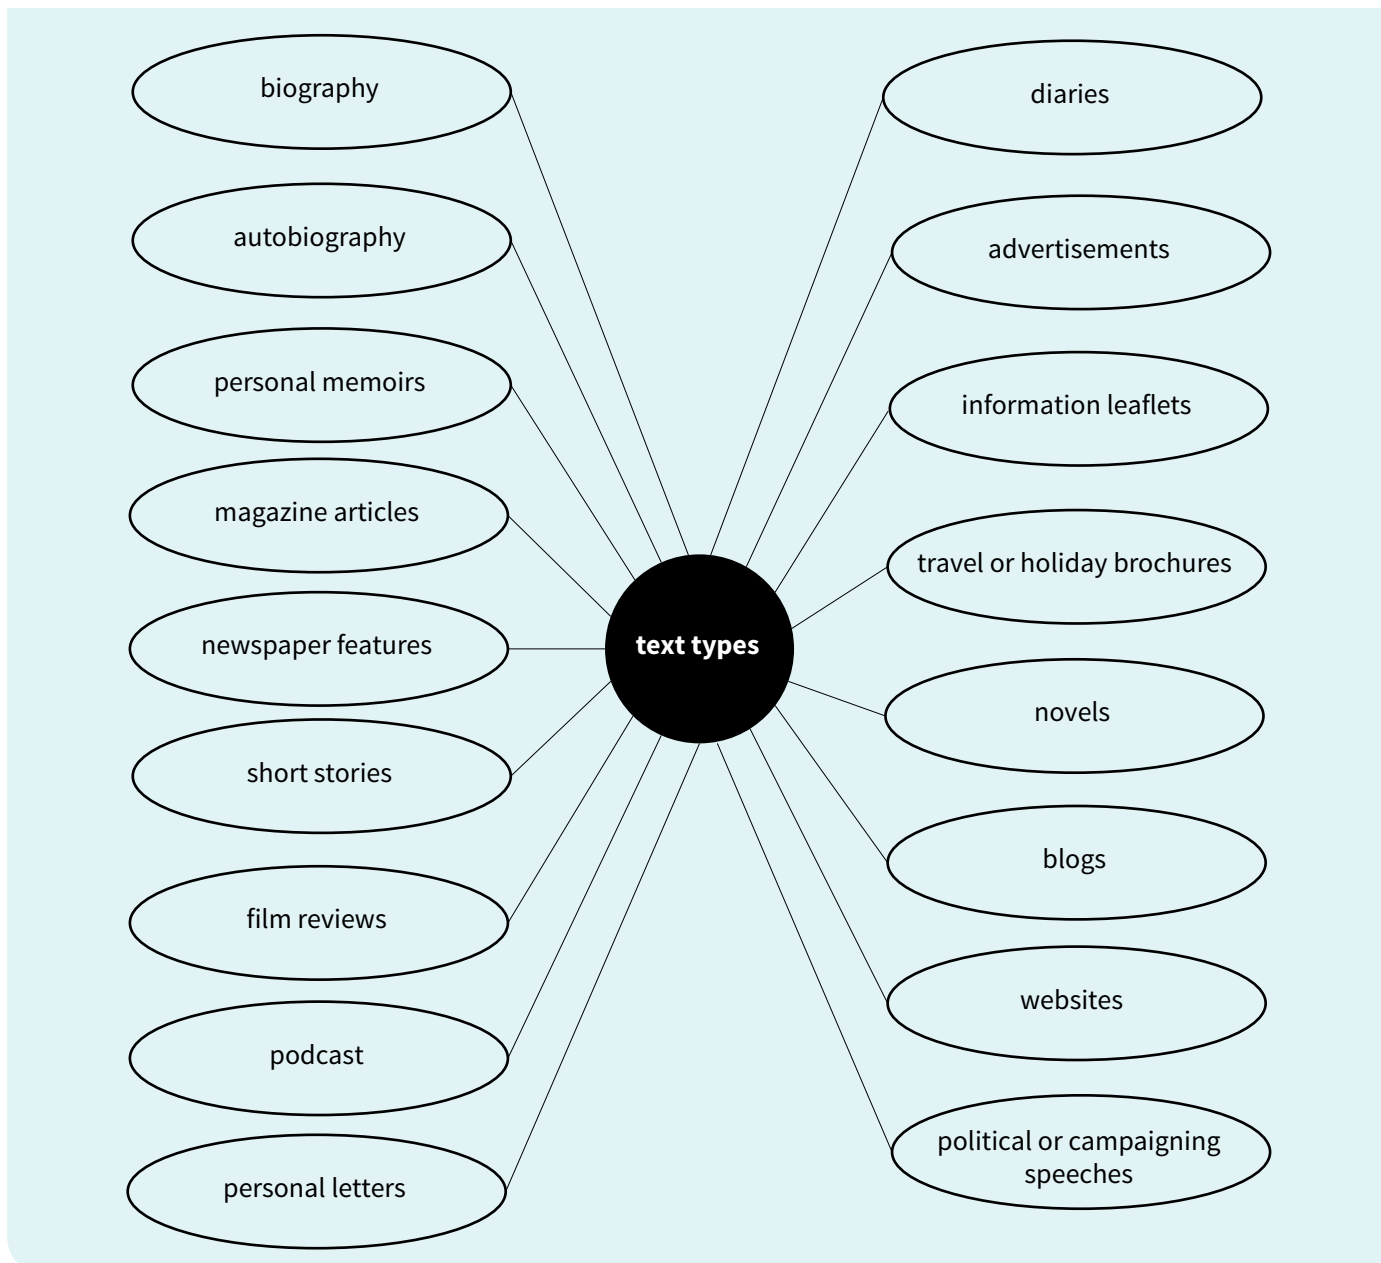 biography
autobiography
personal memoirs
magazine articles
newspaper features
short stories
film reviews
podcast
personal letters
text types
diaries
advertisements
information leaflets
travel or holiday brochures
novels
blogs
websites
political or campaigning
speeches